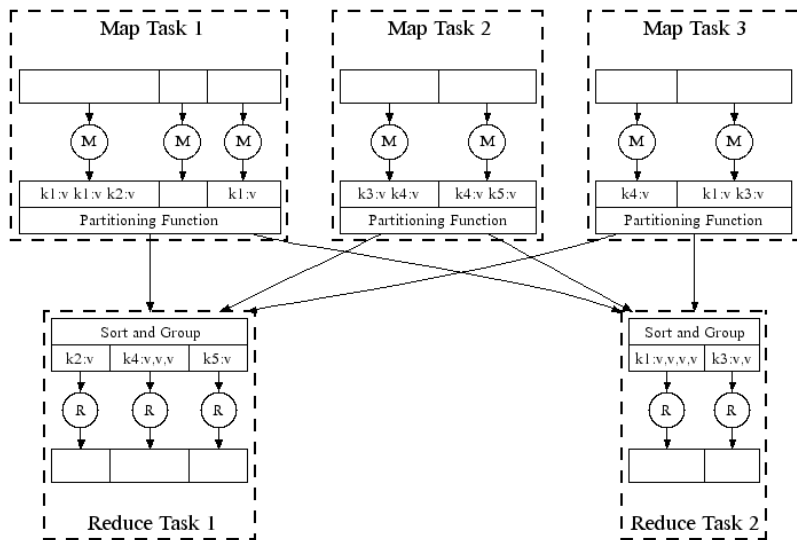 Map Task 1
Map Task 2
Map Task 3
M
M
M
M
M
M
M
k1:v k1:v k2:v
k1:v
k3:v k4:v
k4:v k5:v
k4:v
k1:v k3:v
Partitioning Function
Partitioning Function
Partitioning Function
Sort and Group
Sort and Group
k2:v
k4:v,v,v
k5:v
k1:v,v,v,v
k3:v,v
R
R
R
R
R
Reduce Task 1
Reduce Task 2